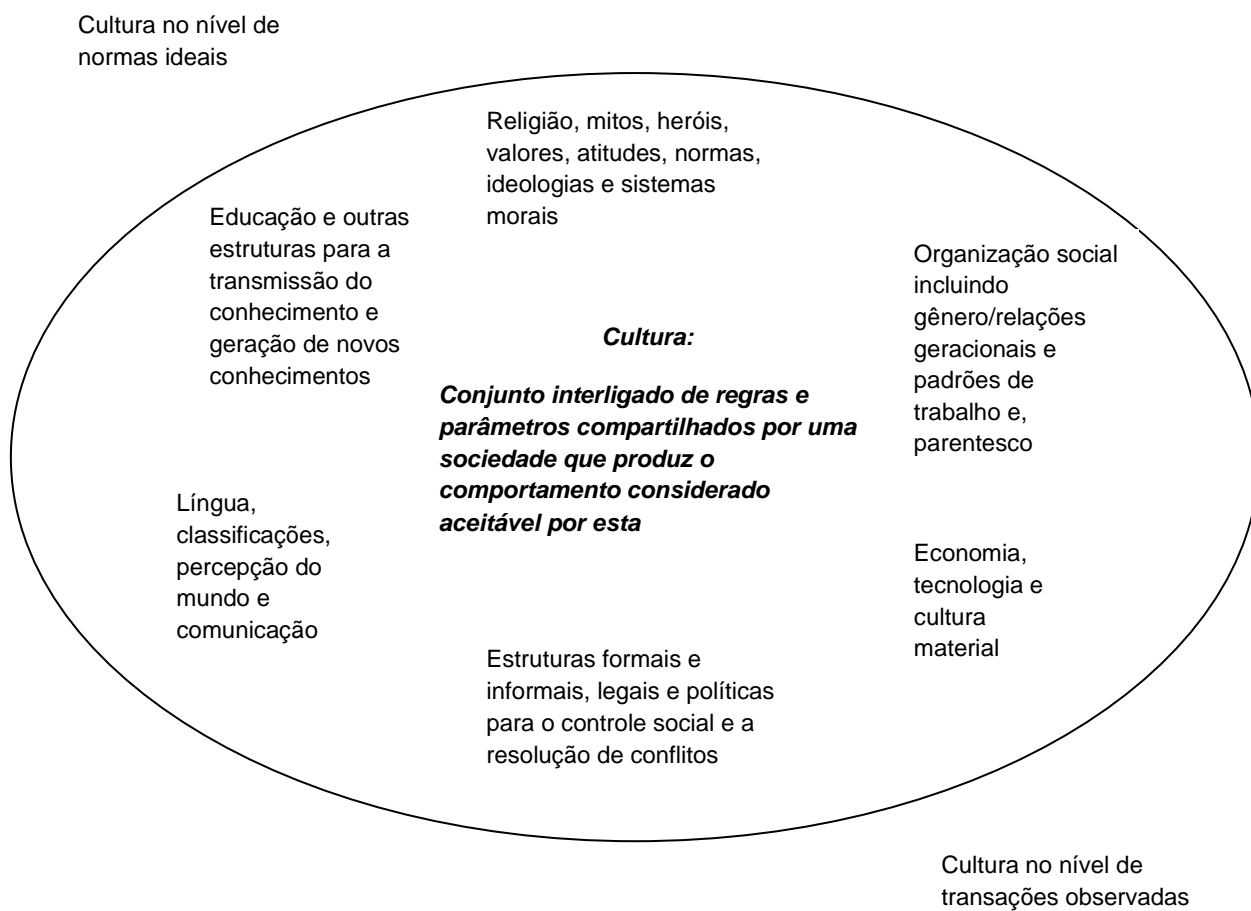 Cultura no nível de
normas ideais
Religião, mitos, heróis,
valores, atitudes, normas,
ideologias e sistemas
morais
Educação e outras
estruturas para a
transmissão do
conhecimento e
geração de novos
conhecimentos
Organização social
incluindo
gênero/relações
geracionais e
padrões de
trabalho e,
parentesco
Cultura:
Conjunto interligado de regras e
parâmetros compartilhados por uma
sociedade que produz o
comportamento considerado
aceitável por esta
Língua,
classificações,
percepção do
mundo e
comunicação
Economia,
tecnologia e
cultura
material
Estruturas formais e
informais, legais e políticas
para o controle social e a
resolução de conflitos
Cultura no nível de
transações observadas